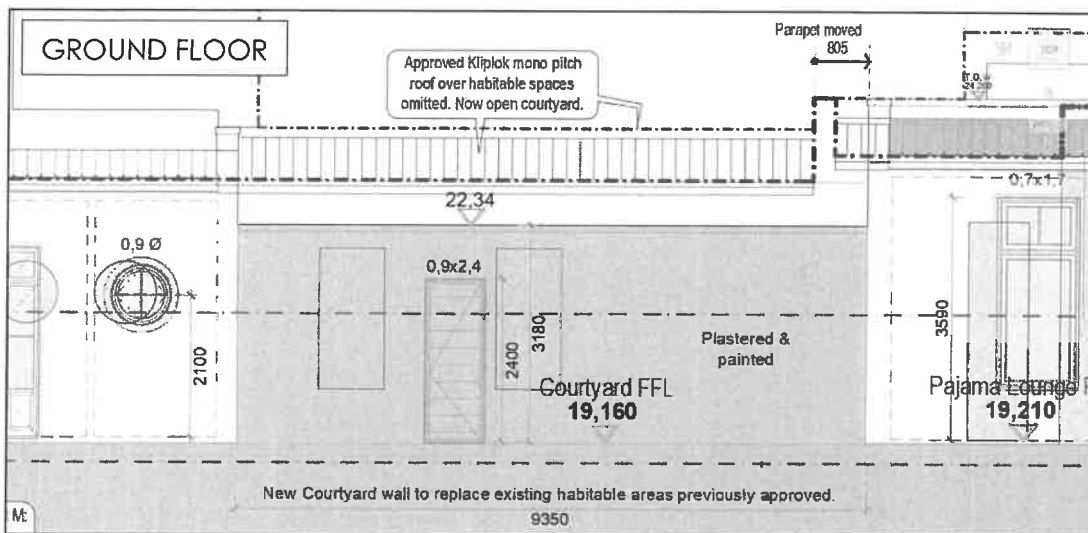 GROUND FLOOR
Approved Kliplok mono pitch
roof over habitable spaces
omitted. Now open courtyard.
Parapet moved
805
22,34
0,7x1,7
0,9 Ø
0,9x2,4
2100
2400
3180
3590
Plastered &
painted
Courtyard FFL
19,160
Pajama Lounge
19,210
New Courtyard wall to replace existing habitable areas previously approved.
9350
M: